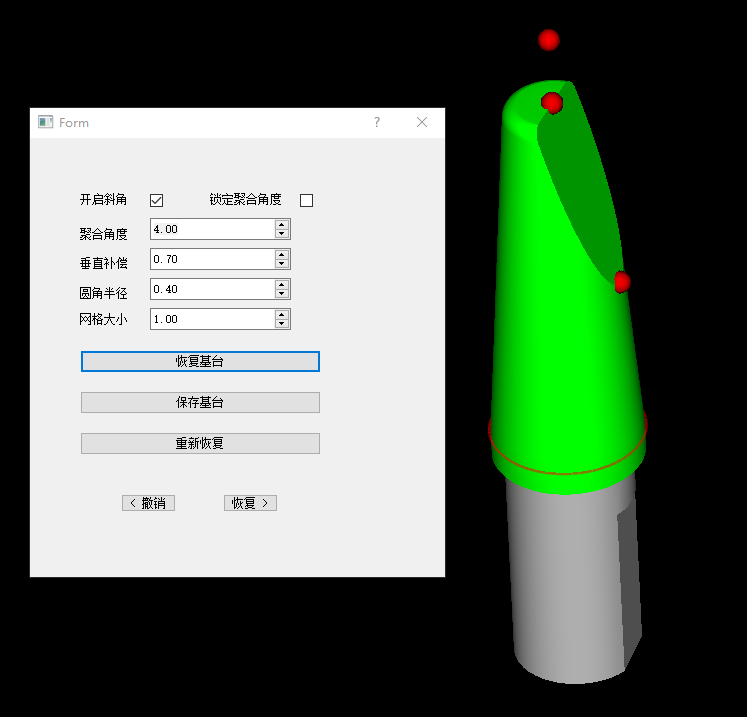 Form ?
开启斜角 锁定聚合角度
聚合角度 4.00
垂直补偿 0.70
圆角半径 0.40
网格大小 1.00
恢复基台
保存基台
重新恢复
< 撤销 恢复 >